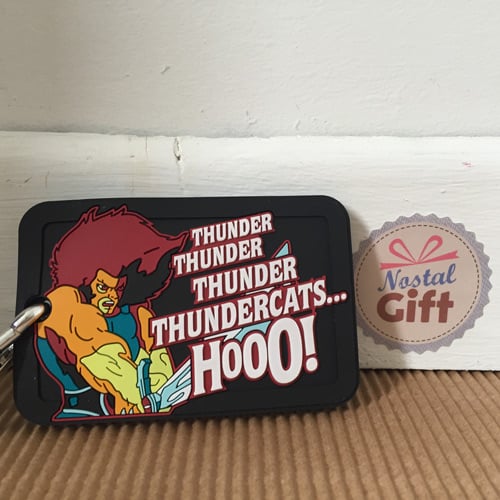 THUNDER
THUNDER
THUNDER
THUNDERCATS...
HOOO!
Nostal
Gift